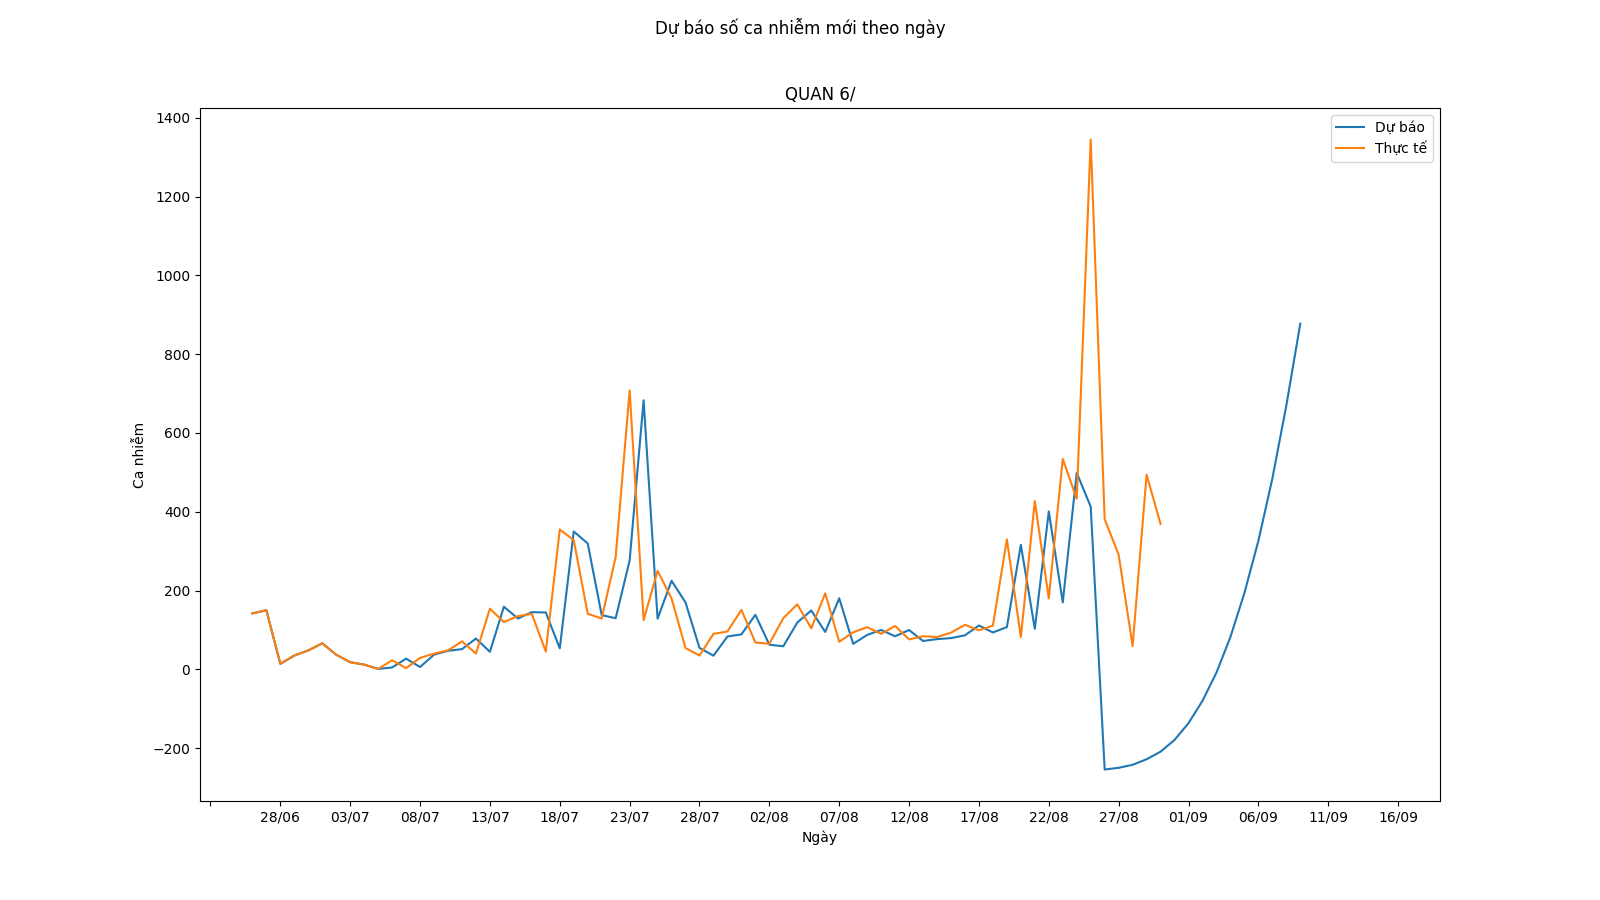 Dự báo số ca nhiễm mới theo ngày
QUAN 6/
Dự báo
Thực tế
1400
1200
1000
800
600
400
200
0
−200
Ca nhiễm
28/06 03/07 08/07 13/07 18/07 23/07 28/07 02/08 07/08 12/08 17/08 22/08 27/08 01/09 06/09 11/09 16/09
Ngày